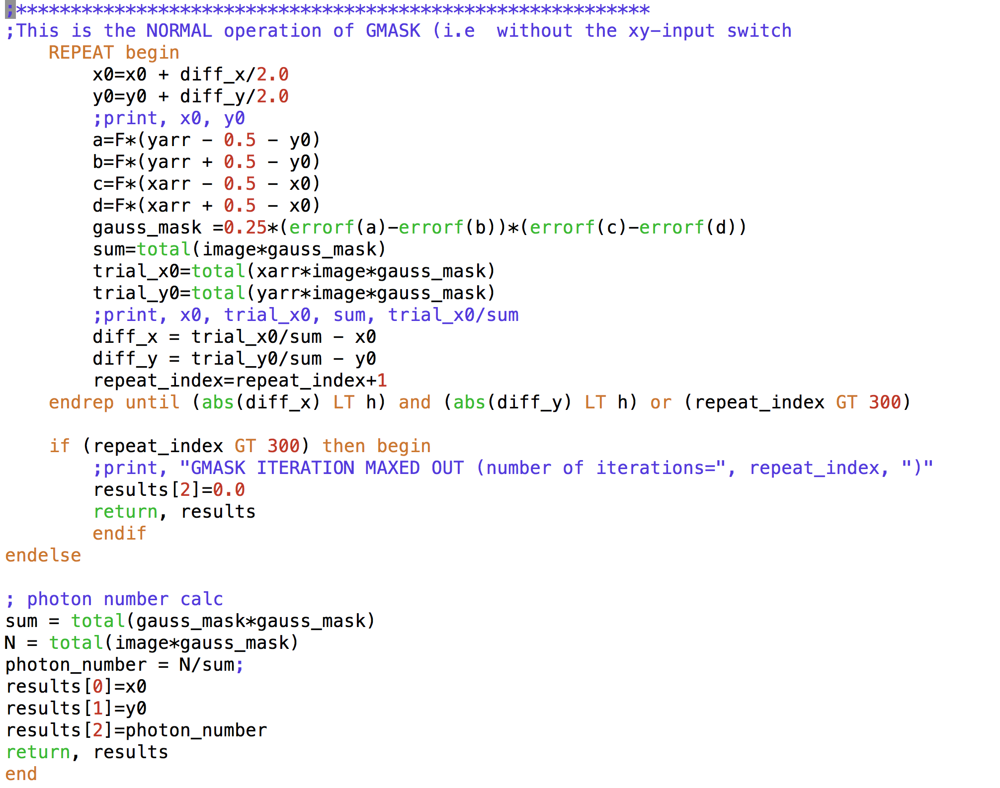 ;**********************************************************
;This is the NORMAL operation of GMASK (i.e  without the xy-input switch
    REPEAT begin
        x0=x0 + diff_x/2.0
        y0=y0 + diff_y/2.0
        ;print, x0, y0
        a=F*(yarr - 0.5 - y0)
        b=F*(yarr + 0.5 - y0)
        c=F*(xarr - 0.5 - x0)
        d=F*(xarr + 0.5 - x0)
        gauss_mask =0.25*(errorf(a)-errorf(b))*(errorf(c)-errorf(d))
        sum=total(image*gauss_mask)
        trial_x0=total(xarr*image*gauss_mask)
        trial_y0=total(yarr*image*gauss_mask)
        ;print, x0, trial_x0, sum, trial_x0/sum
        diff_x = trial_x0/sum - x0
        diff_y = trial_y0/sum - y0
        repeat_index=repeat_index+1
    endrep until (abs(diff_x) LT h) and (abs(diff_y) LT h) or (repeat_index GT 300)

    if (repeat_index GT 300) then begin
        ;print, "GMASK ITERATION MAXED OUT (number of iterations=", repeat_index, ")"
        results[2]=0.0
        return, results
        endif
endelse

; photon number calc
sum = total(gauss_mask*gauss_mask)
N = total(image*gauss_mask)
photon_number = N/sum;
results[0]=x0
results[1]=y0
results[2]=photon_number
return, results
end